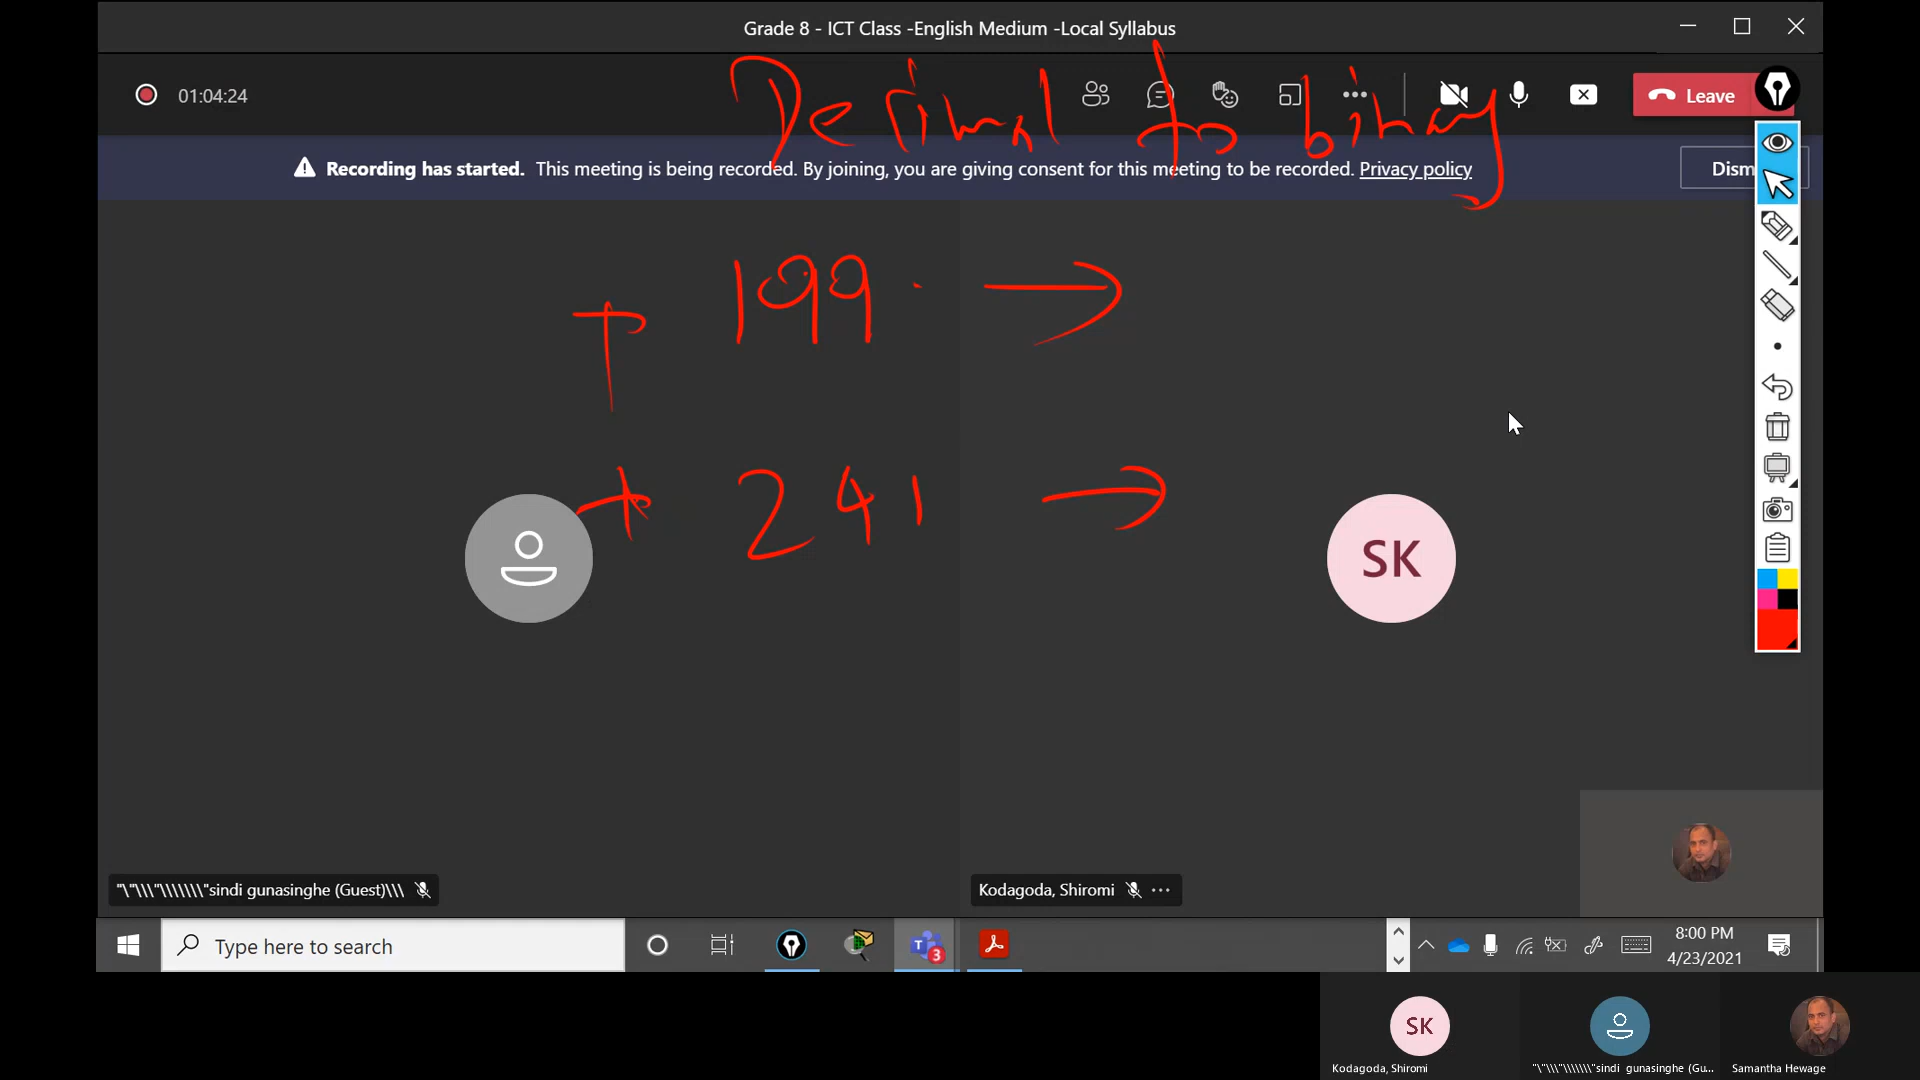 Grade 8 - ICT Class -English Medium -Local Syllabus
01:04:24
Leave
Decimal to binary
Recording has started. This meeting is being recorded. By joining, you are giving consent for this meeting to be recorded. Privacy policy
Dism
199 →
241 →
SK
"\"\\\"\\\\\\\"sindi gunasinghe (Guest)\\\
Kodagoda, Shiromi
Type here to search
T
3
8:00 PM
4/23/2021
SK
Kodagoda, Shiromi
"\"\\\"\\\\\\\"sindi gunasinghe (Gu...
Samantha Hewage